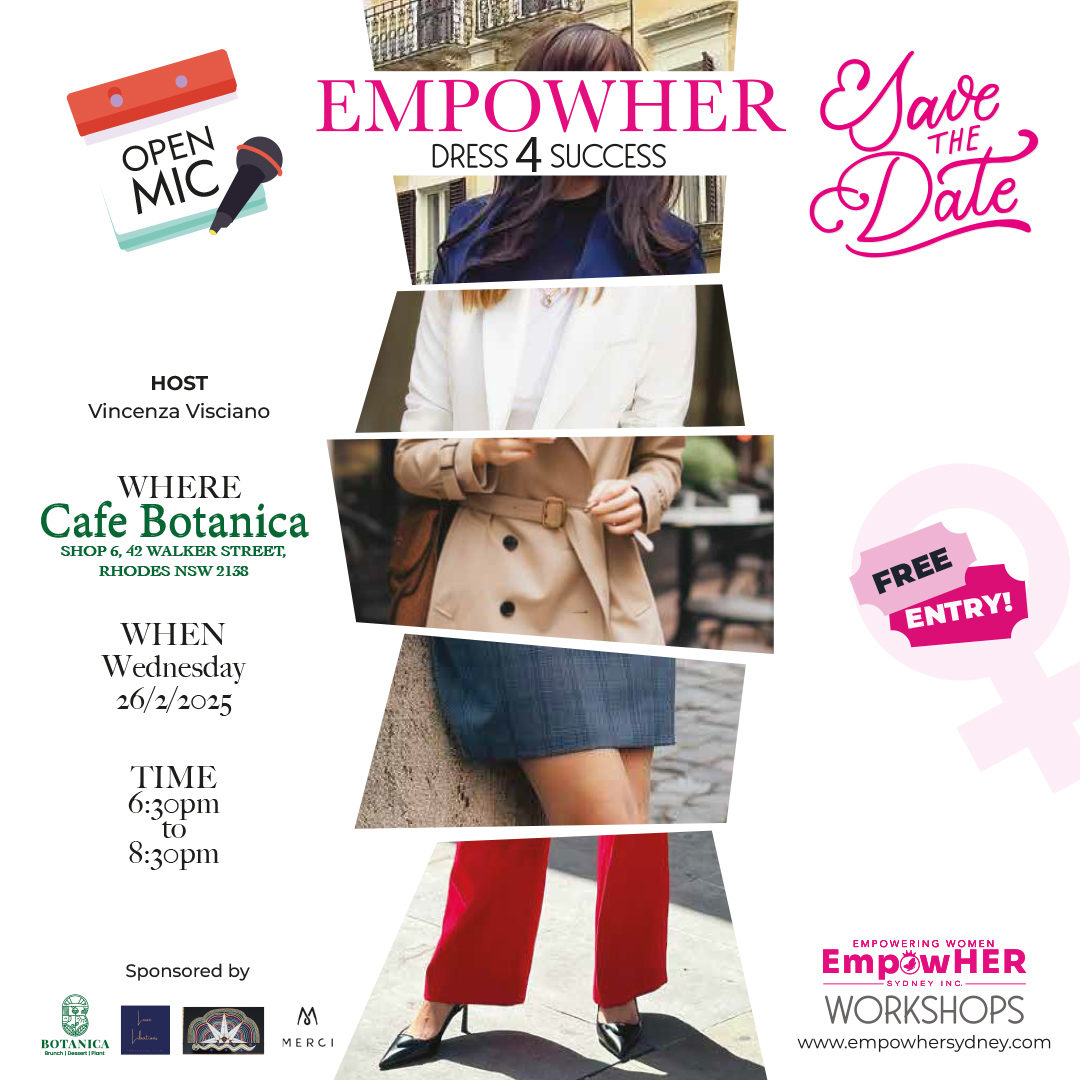 OPEN
MIC
EMPOWHER
DRESS 4 SUCCESS
Save
THE
Date
HOST
Vincenza Visciano
WHERE
Cafe Botanica
SHOP 6, 42 WALKER STREET,
RHODES NSW 2138
WHEN
Wednesday
26/2/2025
TIME
6:30pm
to
8:30pm
FREE
ENTRY!
Sponsored by
BOTANICA
Brunch | Dessert | Plant
MERCI
EMPOWERING WOMEN
EmpowHER
SYDNEY INC.
WORKSHOPS
www.empowhersydney.com